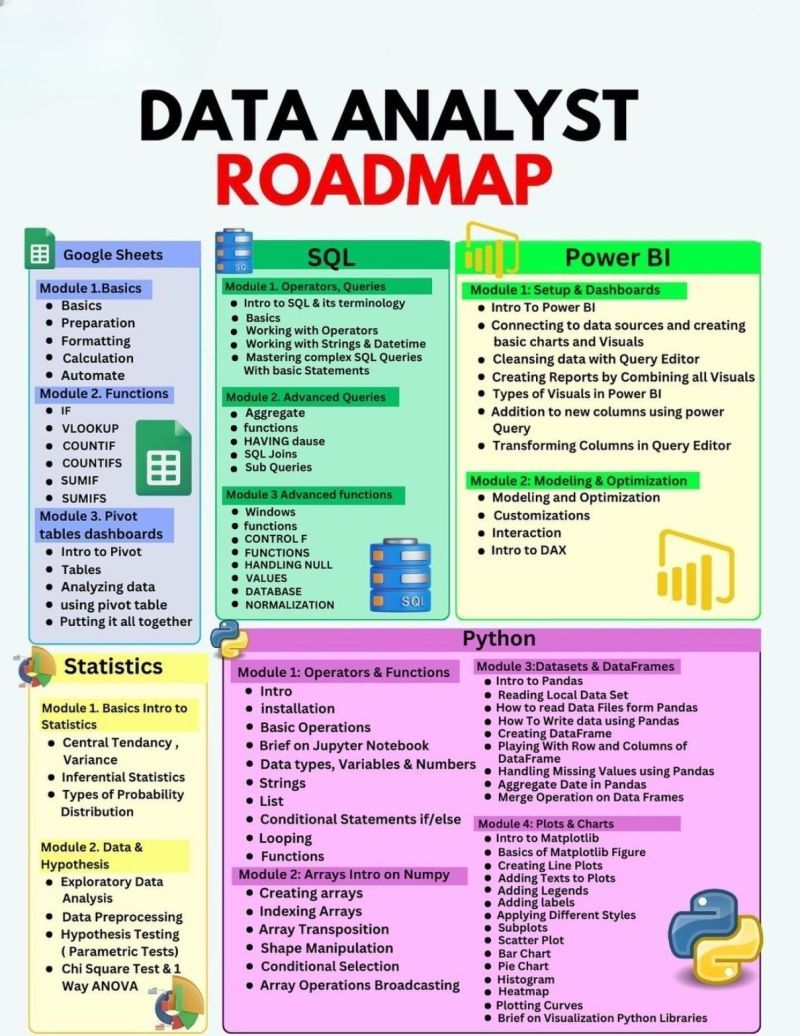 DATA ANALYST
ROADMAP
Google Sheets
Module 1.Basics
Basics
Preparation
Formatting
Calculation
Automate
Module 2. Functions
IF
VLOOKUP
COUNTIF
COUNTIFS
SUMIF
SUMIFS
Module 3. Pivot
tables dashboards
Intro to Pivot
Tables
Analyzing data
using pivot table
Putting it all together
SQL
SQL
Module 1. Operators, Queries
Intro to SQL & its terminology
Basics
Working with Operators
Working with Strings & Datetime
Mastering complex SQL Queries
With basic Statements
Module 2. Advanced Queries
Aggregate
functions
HAVING dause
SQL Joins
Sub Queries
Module 3 Advanced functions
Windows
functions
CONTROL F
FUNCTIONS
HANDLING NULL
VALUES
DATABASE
NORMALIZATION
SQL
Power BI
Module 1: Setup & Dashboards
Intro To Power BI
Connecting to data sources and creating
basic charts and Visuals
Cleansing data with Query Editor
Creating Reports by Combining all Visuals
Types of Visuals in Power BI
Addition to new columns using power
Query
Transforming Columns in Query Editor
Module 2: Modeling & Optimization
Modeling and Optimization
Customizations
Interaction
Intro to DAX
Statistics
Module 1. Basics Intro to
Statistics
Central Tendency ,
Variance
Inferential Statistics
Types of Probability
Distribution
Module 2. Data &
Hypothesis
Exploratory Data
Analysis
Data Preprocessing
Hypothesis Testing
( Parametric Tests)
Chi Square Test & 1
Way ANOVA
Python
Module 1: Operators & Functions
Intro
installation
Basic Operations
Brief on Jupyter Notebook
Data types, Variables & Numbers
Strings
List
Conditional Statements if/else
Looping
Functions
Module 2: Arrays Intro on Numpy
Creating arrays
Indexing Arrays
Array Transposition
Shape Manipulation
Conditional Selection
Array Operations Broadcasting
Module 3:Datasets & DataFrames
Intro to Pandas
Reading Local Data Set
How to read Data Files form Pandas
How To Write data using Pandas
Creating DataFrame
Playing With Row and Columns of
DataFrame
Handling Missing Values using Pandas
Aggregate Date in Pandas
Merge Operation on Data Frames
Module 4: Plots & Charts
Intro to Matplotlib
Basics of Matplotlib Figure
Creating Line Plots
Adding Texts to Plots
Adding Legends
Adding labels
Applying Different Styles
Subplots
Scatter Plot
Bar Chart
Pie Chart
Histogram
Heatmap
Plotting Curves
Brief on Visualization Python Libraries